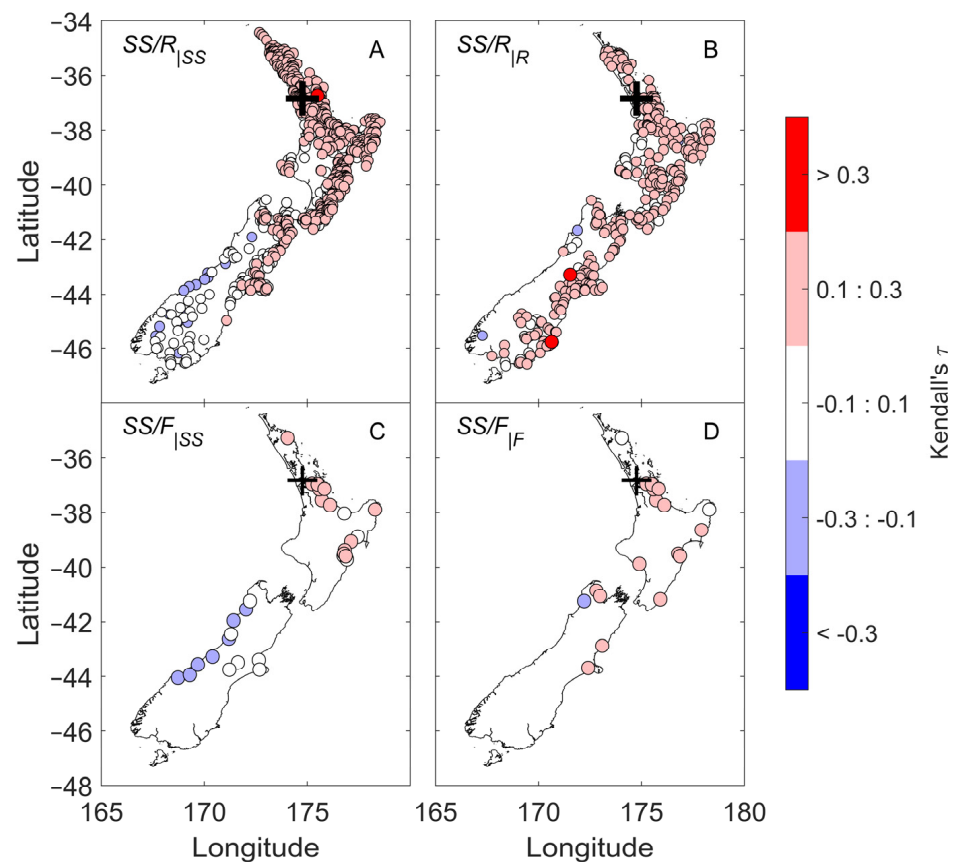 SS/R|SS A
SS/R|R B
−34
−36
−38
−40
−42
−44
−46
Latitude
SS/F|SS C
SS/F|F D
−36
−38
−40
−42
−44
−46
−48
Latitude
165 170 175
165 170 175 180
Longitude
Longitude
> 0.3
0.1 : 0.3
-0.1 : 0.1
-0.3 : -0.1
< -0.3
Kendall's τ